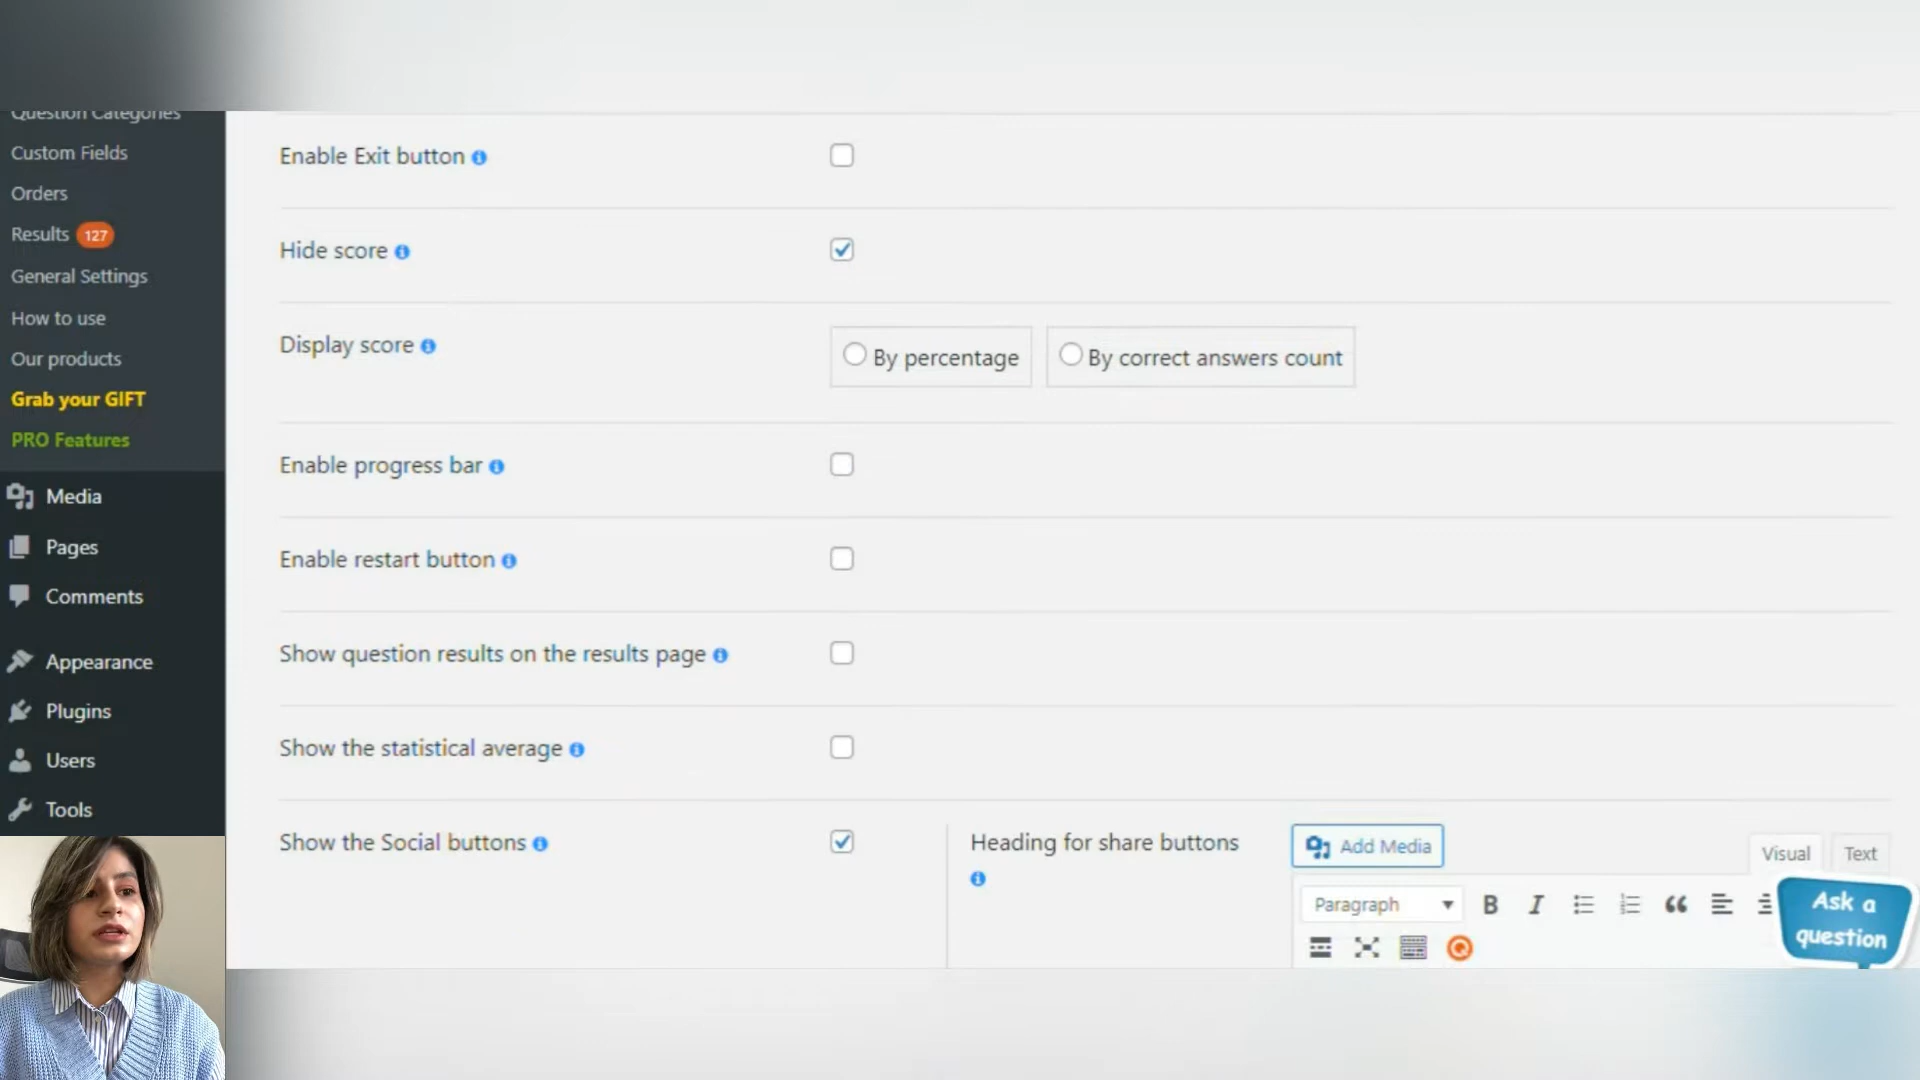 Question Categories
Custom Fields
Orders
Results 127
General Settings
How to use
Our products
Grab your GIFT
PRO Features
Media
Pages
Comments
Appearance
Plugins
Users
Tools
Enable Exit button
Hide score
Display score
By percentage
By correct answers count
Enable progress bar
Enable restart button
Show question results on the results page
Show the statistical average
Show the Social buttons
Heading for share buttons
Add Media
Visual
Text
Paragraph
B
I
Ask a
question